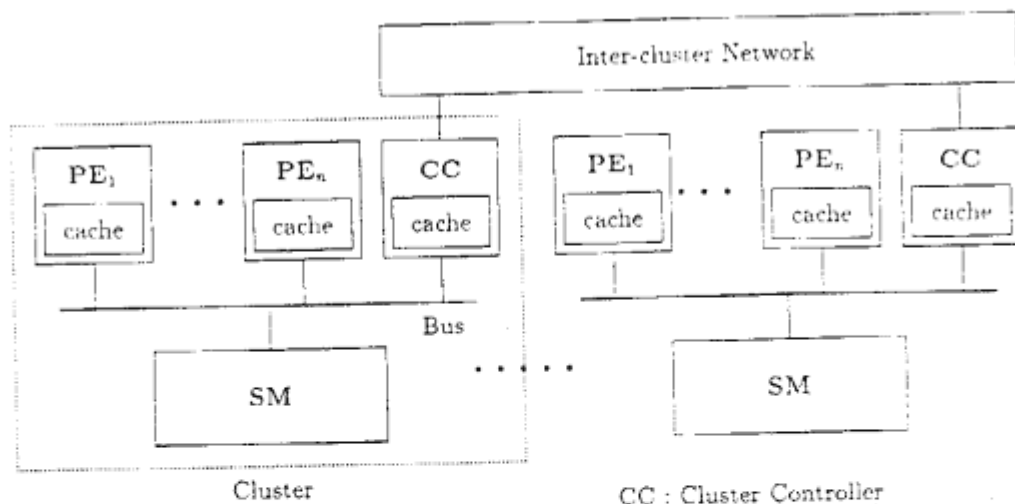 Inter-cluster Network
PE₁ PEₙ CC PE₁ PEₙ CC
cache cache cache cache cache cache
Bus
SM SM
Cluster CC : Cluster Controller